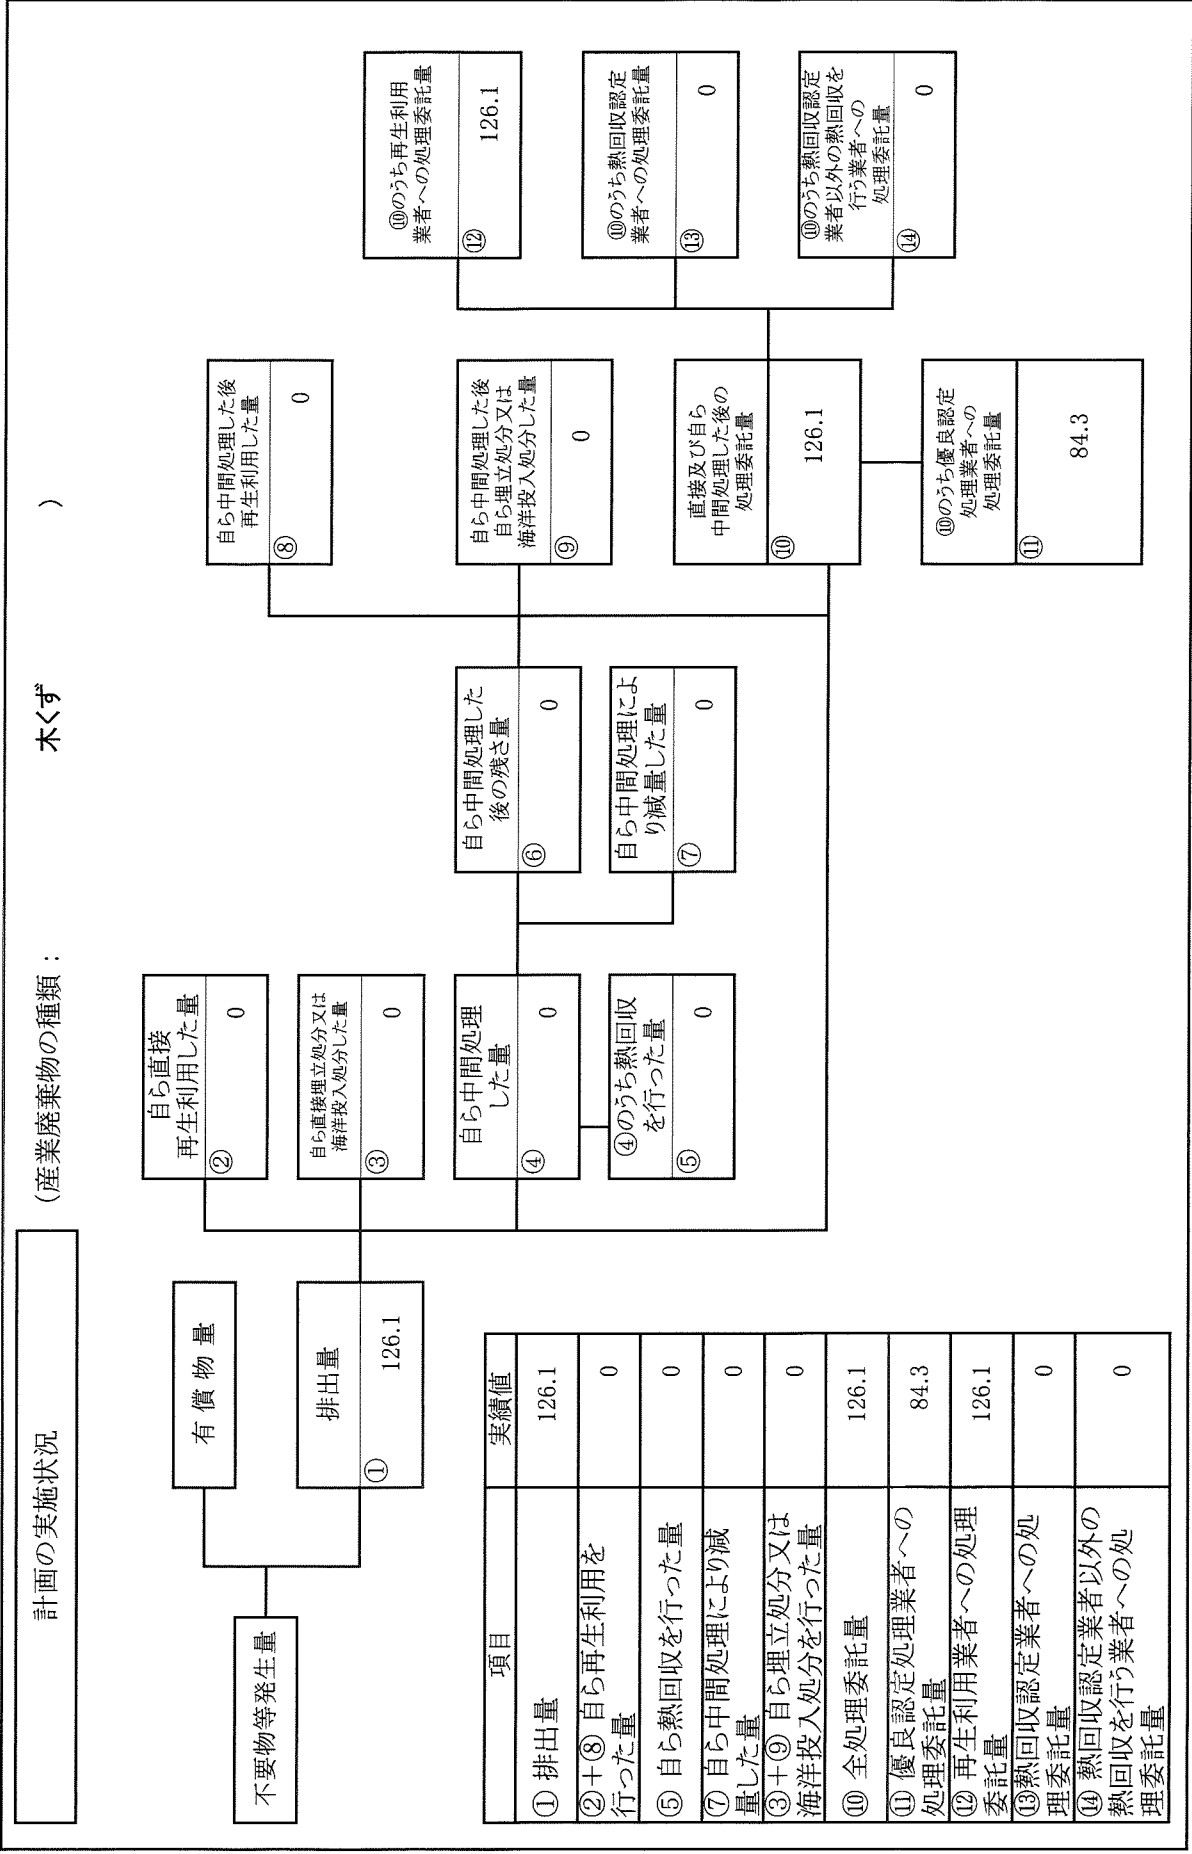 計画の実施状況
(産業廃棄物の種類： 木くず )
不要物等発生量
有 償 物 量
排出量
① 126.1
自ら直接
再生利用した量
② 0
自ら直接埋立処分又は
海洋投入処分した量
③ 0
自ら中間処理
した量
④ 0
④のうち熱回収
を行った量
⑤ 0
自ら中間処理した
後の残さ量
⑥ 0
自ら中間処理によ
り減量した量
⑦ 0
自ら中間処理した後
再生利用した量
⑧ 0
自ら中間処理した後
自ら埋立処分又は
海洋投入処分した量
⑨ 0
直接及び自ら
中間処理した後の
処理委託量
⑩ 126.1
⑩のうち優良認定
処理業者への
処理委託量
⑪ 84.3
⑩のうち再生利用
業者への処理委託量
⑫ 126.1
⑩のうち熱回収認定
業者への処理委託量
⑬ 0
⑩のうち熱回収認定
業者以外の熱回収を
行う業者への
処理委託量
⑭ 0
項目 実績値
① 排出量 126.1
②＋⑧ 自ら再生利用を
行った量 0
⑤ 自ら熱回収を行った量 0
⑦ 自ら中間処理により減
量した量 0
③＋⑨ 自ら埋立処分又は
海洋投入処分を行った量 0
⑩ 全処理委託量 126.1
⑪ 優良認定処理業者への
処理委託量 84.3
⑫ 再生利用業者への処理
委託量 126.1
⑬熱回収認定業者への処
理委託量 0
⑭ 熱回収認定業者以外の
熱回収を行う業者への処
理委託量 0